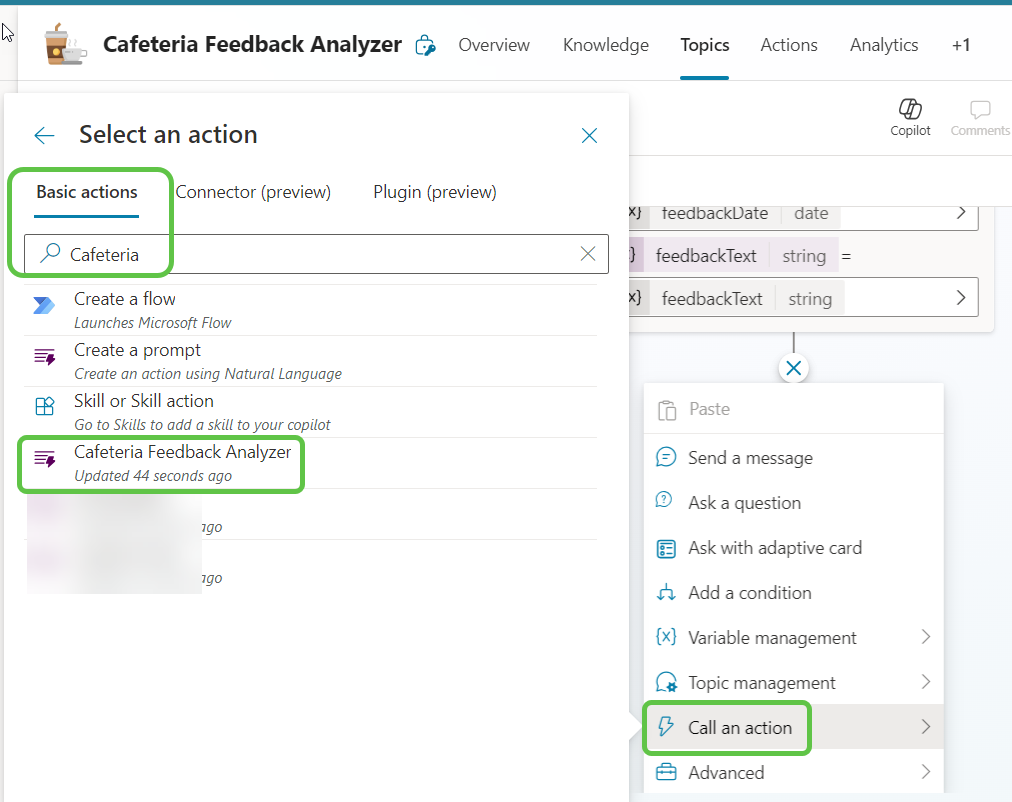 Cafeteria Feedback Analyzer Overview Knowledge Topics Actions Analytics +1
Copilot Comments
Select an action
Basic actions Connector (preview) Plugin (preview)
Cafeteria
Create a flow
Launches Microsoft Flow
Create a prompt
Create an action using Natural Language
Skill or Skill action
Go to Skills to add a skill to your copilot
Cafeteria Feedback Analyzer
Updated 44 seconds ago
ago
ago
feedbackDate date
feedbackText string =
feedbackText string
Paste
Send a message
Ask a question
Ask with adaptive card
Add a condition
{x} Variable management
Topic management
Call an action
Advanced